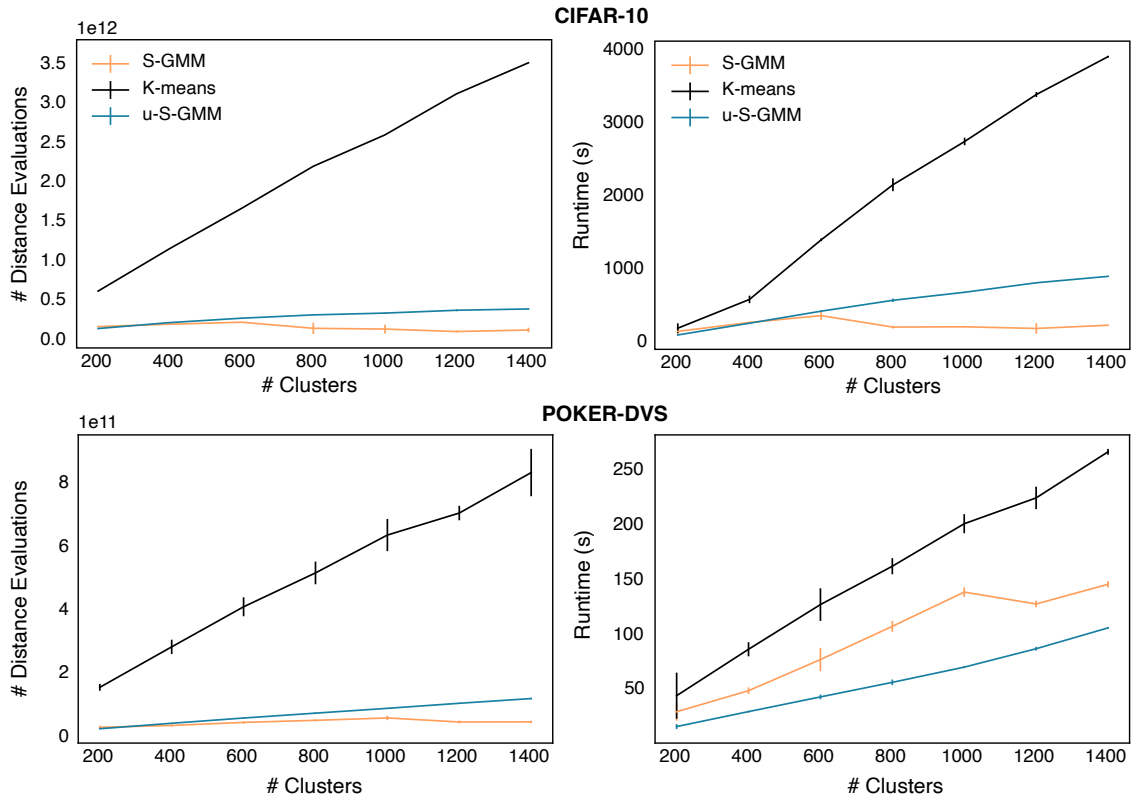 CIFAR-10
1e12
# Distance Evaluations
3.5
3.0
2.5
2.0
1.5
1.0
0.5
0.0
S-GMM
K-means
u-S-GMM
200 400 600 800 1000 1200 1400
# Clusters
Runtime (s)
4000
3000
2000
1000
0
S-GMM
K-means
u-S-GMM
200 400 600 800 1000 1200 1400
# Clusters
POKER-DVS
1e11
# Distance Evaluations
8
6
4
2
0
200 400 600 800 1000 1200 1400
# Clusters
Runtime (s)
250
200
150
100
50
200 400 600 800 1000 1200 1400
# Clusters